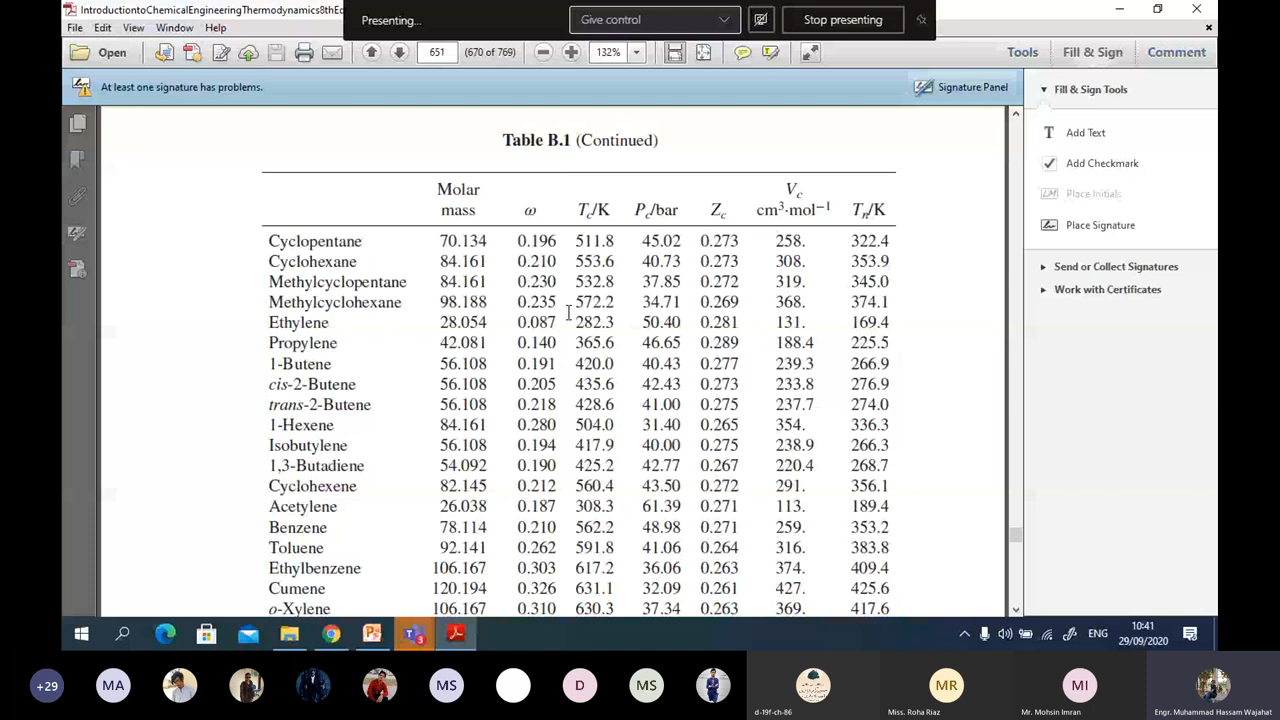 IntroductiontoChemicalEngineeringThermodynamics8thEd
Presenting...
Give control
Stop presenting
File Edit View Window Help
Open
651
(670 of 769)
132%
Tools
Fill & Sign
Comment
At least one signature has problems.
Signature Panel
Fill & Sign Tools
Add Text
Add Checkmark
Place Initials
Place Signature
Send or Collect Signatures
Work with Certificates
Table B.1 (Continued)
Molar mass ω Tc/K Pc/bar Zc Vc cm³·mol⁻¹ Tn/K
Cyclopentane 70.134 0.196 511.8 45.02 0.273 258. 322.4
Cyclohexane 84.161 0.210 553.6 40.73 0.273 308. 353.9
Methylcyclopentane 84.161 0.230 532.8 37.85 0.272 319. 345.0
Methylcyclohexane 98.188 0.235 572.2 34.71 0.269 368. 374.1
Ethylene 28.054 0.087 282.3 50.40 0.281 131. 169.4
Propylene 42.081 0.140 365.6 46.65 0.289 188.4 225.5
1-Butene 56.108 0.191 420.0 40.43 0.277 239.3 266.9
cis-2-Butene 56.108 0.205 435.6 42.43 0.273 233.8 276.9
trans-2-Butene 56.108 0.218 428.6 41.00 0.275 237.7 274.0
1-Hexene 84.161 0.280 504.0 31.40 0.265 354. 336.3
Isobutylene 56.108 0.194 417.9 40.00 0.275 238.9 266.3
1,3-Butadiene 54.092 0.190 425.2 42.77 0.267 220.4 268.7
Cyclohexene 82.145 0.212 560.4 43.50 0.272 291. 356.1
Acetylene 26.038 0.187 308.3 61.39 0.271 113. 189.4
Benzene 78.114 0.210 562.2 48.98 0.271 259. 353.2
Toluene 92.141 0.262 591.8 41.06 0.264 316. 383.8
Ethylbenzene 106.167 0.303 617.2 36.06 0.263 374. 409.4
Cumene 120.194 0.326 631.1 32.09 0.261 427. 425.6
o-Xylene 106.167 0.310 630.3 37.34 0.263 369. 417.6
ENG
10:41
29/09/2020
+29
MA
MS
D
MS
MR
MI
d-19f-ch-86
Miss. Roha Riaz
Mr. Mohsin Imran
Engr. Muhammad Hassam Wajahat